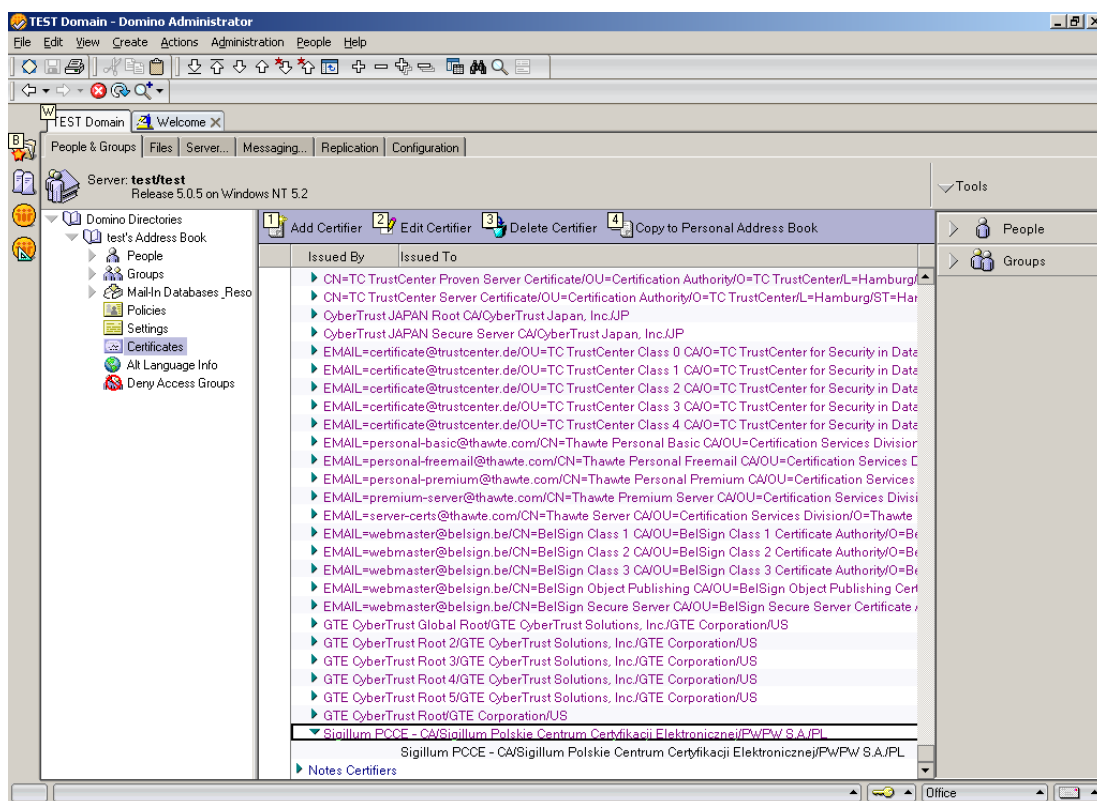 TEST Domain - Domino Administrator
File Edit View Create Actions Administration People Help
W
TEST Domain Welcome
B
People & Groups Files Server... Messaging... Replication Configuration
Server: test/test
Release 5.0.5 on Windows NT 5.2
Tools
Domino Directories
test's Address Book
People
Groups
Mail-In Databases_Reso
Policies
Settings
Certificates
Alt Language Info
Deny Access Groups
1 Add Certifier 2 Edit Certifier 3 Delete Certifier 4 Copy to Personal Address Book
Issued By Issued To
CN=TC TrustCenter Proven Server Certificate/OU=Certification Authority/O=TC TrustCenter/L=Hamburg/
CN=TC TrustCenter Server Certificate/OU=Certification Authority/O=TC TrustCenter/L=Hamburg/ST=Har
CyberTrust JAPAN Root CA/CyberTrust Japan, Inc./JP
CyberTrust JAPAN Secure Server CA/CyberTrust Japan, Inc./JP
EMAIL=certificate@trustcenter.de/OU=TC TrustCenter Class 0 CA/O=TC TrustCenter for Security in Data
EMAIL=certificate@trustcenter.de/OU=TC TrustCenter Class 1 CA/O=TC TrustCenter for Security in Data
EMAIL=certificate@trustcenter.de/OU=TC TrustCenter Class 2 CA/O=TC TrustCenter for Security in Data
EMAIL=certificate@trustcenter.de/OU=TC TrustCenter Class 3 CA/O=TC TrustCenter for Security in Data
EMAIL=certificate@trustcenter.de/OU=TC TrustCenter Class 4 CA/O=TC TrustCenter for Security in Data
EMAIL=personal-basic@thawte.com/CN=Thawte Personal Basic CA/OU=Certification Services Division
EMAIL=personal-freemail@thawte.com/CN=Thawte Personal Freemail CA/OU=Certification Services D
EMAIL=personal-premium@thawte.com/CN=Thawte Personal Premium CA/OU=Certification Services
EMAIL=premium-server@thawte.com/CN=Thawte Premium Server CA/OU=Certification Services Divisi
EMAIL=server-certs@thawte.com/CN=Thawte Server CA/OU=Certification Services Division/O=Thawte
EMAIL=webmaster@belsign.be/CN=BelSign Class 1 CA/OU=BelSign Class 1 Certificate Authority/O=Be
EMAIL=webmaster@belsign.be/CN=BelSign Class 2 CA/OU=BelSign Class 2 Certificate Authority/O=Be
EMAIL=webmaster@belsign.be/CN=BelSign Class 3 CA/OU=BelSign Class 3 Certificate Authority/O=Be
EMAIL=webmaster@belsign.be/CN=BelSign Object Publishing CA/OU=BelSign Object Publishing Cert
EMAIL=webmaster@belsign.be/CN=BelSign Secure Server CA/OU=BelSign Secure Server Certificate A
GTE CyberTrust Global Root/GTE CyberTrust Solutions, Inc./GTE Corporation/US
GTE CyberTrust Root 2/GTE CyberTrust Solutions, Inc./GTE Corporation/US
GTE CyberTrust Root 3/GTE CyberTrust Solutions, Inc./GTE Corporation/US
GTE CyberTrust Root 4/GTE CyberTrust Solutions, Inc./GTE Corporation/US
GTE CyberTrust Root 5/GTE CyberTrust Solutions, Inc./GTE Corporation/US
GTE CyberTrust Root/GTE Corporation/US
Sigillum PCCE - CA/Sigillum Polskie Centrum Certyfikacji Elektronicznej/PWPW S.A./PL
Sigillum PCCE - CA/Sigillum Polskie Centrum Certyfikacji Elektronicznej/PWPW S.A./PL
Notes Certifiers
People
Groups
Office